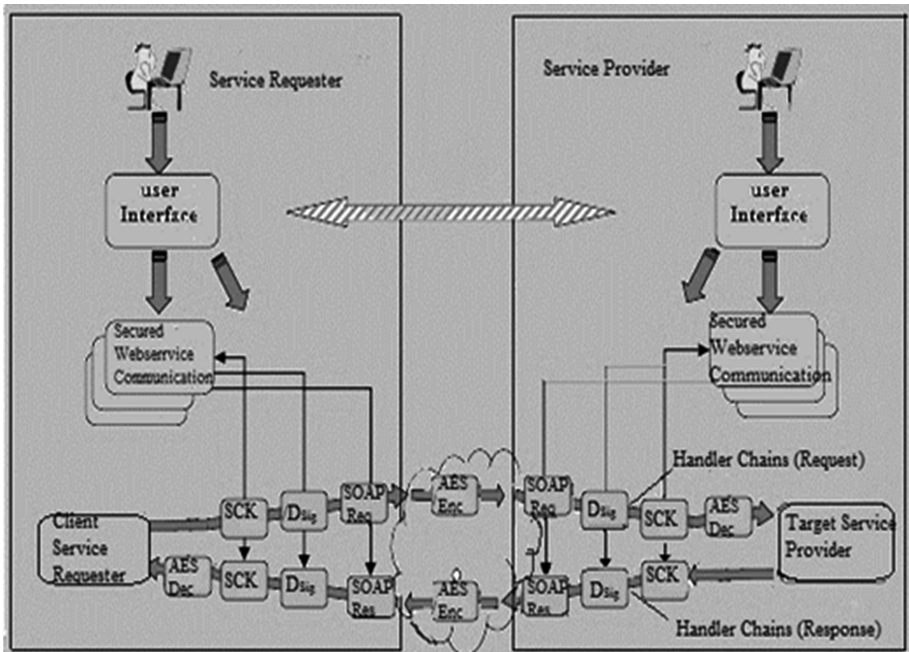 Service Requester
Service Provider
user
Interface
user
Interface
Secured
Webservice
Communication
Secured
Webservice
Communication
Handler Chains (Request)
Client
Service
Requester
SCK
DSig
SOAP
Req
AES
Enc
SOAP
Req
DSig
SCK
AES
Dec
Target Service
Provider
AES
Dec
SCK
DSig
SOAP
Res
AES
Enc
SOAP
Res
DSig
SCK
Handler Chains (Response)